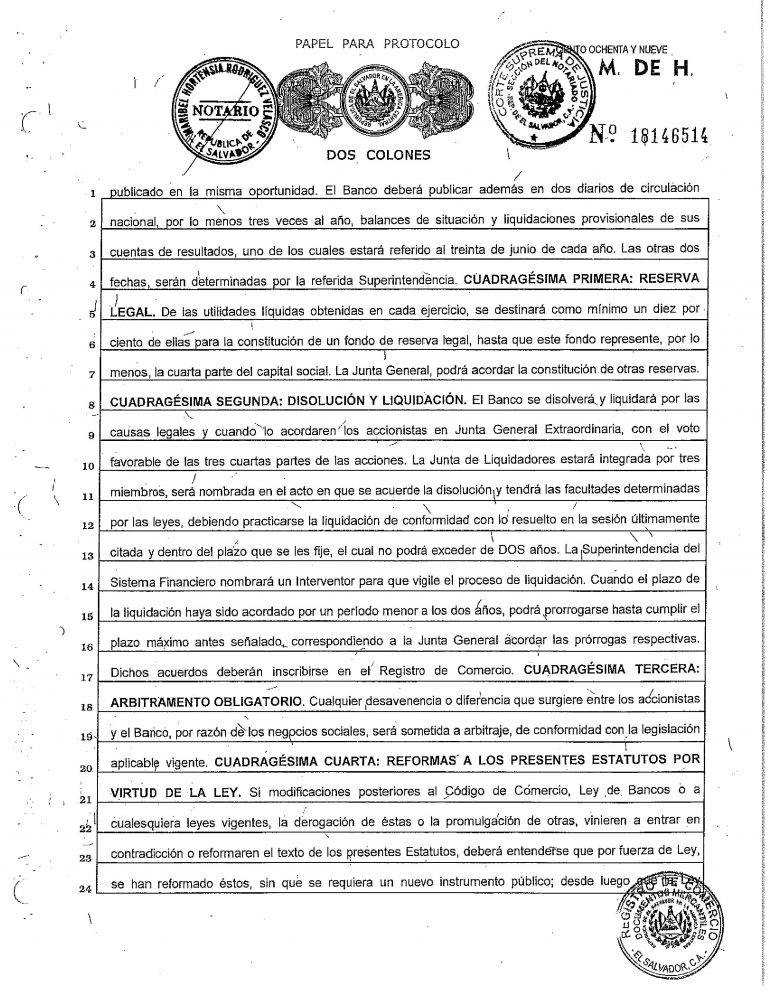 PAPEL PARA PROTOCOLO
CIENTO OCHENTA Y NUEVE
M. DE H.
MARIBEL HORTENSIA RODRIGUEZ VELASCO
NOTARIO
REPUBLICA DE EL SALVADOR
CORTE SUPREMA DE JUSTICIA
SECCIÓN DEL NOTARIADO
EL SALVADOR, C.A.
Nº 18146514
DOS COLONES
1 publicado en la misma oportunidad. El Banco deberá publicar además en dos diarios de circulación
2 nacional, por lo menos tres veces al año, balances de situación y liquidaciones provisionales de sus
3 cuentas de resultados, uno de los cuales estará referido al treinta de junio de cada año. Las otras dos
4 fechas, serán determinadas por la referida Superintendencia. CUADRAGÉSIMA PRIMERA: RESERVA
5 LEGAL. De las utilidades líquidas obtenidas en cada ejercicio, se destinará como mínimo un diez por
6 ciento de ellas para la constitución de un fondo de reserva legal, hasta que este fondo represente, por lo
7 menos, la cuarta parte del capital social. La Junta General, podrá acordar la constitución de otras reservas.
8 CUADRAGÉSIMA SEGUNDA: DISOLUCIÓN Y LIQUIDACIÓN. El Banco se disolverá y liquidará por las
9 causas legales y cuando lo acordaren los accionistas en Junta General Extraordinaria, con el voto
10 favorable de las tres cuartas partes de las acciones. La Junta de Liquidadores estará integrada por tres
11 miembros, será nombrada en el acto en que se acuerde la disolución y tendrá las facultades determinadas
12 por las leyes, debiendo practicarse la liquidación de conformidad con lo resuelto en la sesión últimamente
13 citada y dentro del plazo que se les fije, el cual no podrá exceder de DOS años. La Superintendencia del
14 Sistema Financiero nombrará un Interventor para que vigile el proceso de liquidación. Cuando el plazo de
15 la liquidación haya sido acordado por un período menor a los dos años, podrá prorrogarse hasta cumplir el
16 plazo máximo antes señalado, correspondiendo a la Junta General acordar las prórrogas respectivas.
17 Dichos acuerdos deberán inscribirse en el Registro de Comercio. CUADRAGÉSIMA TERCERA:
18 ARBITRAMENTO OBLIGATORIO. Cualquier desavenencia o diferencia que surgiere entre los accionistas
19 y el Banco, por razón de los negocios sociales, será sometida a arbitraje, de conformidad con la legislación
20 aplicable vigente. CUADRAGÉSIMA CUARTA: REFORMAS A LOS PRESENTES ESTATUTOS POR
21 VIRTUD DE LA LEY. Si modificaciones posteriores al Código de Comercio, Ley de Bancos o a
22 cualesquiera leyes vigentes, la derogación de éstas o la promulgación de otras, vinieren a entrar en
23 contradicción o reformaren el texto de los presentes Estatutos, deberá entenderse que por fuerza de Ley,
24 se han reformado éstos, sin que se requiera un nuevo instrumento público; desde luego
REGISTRO DE COMERCIO
DOCUMENTOS MERCANTILES
EL SALVADOR, C.A.